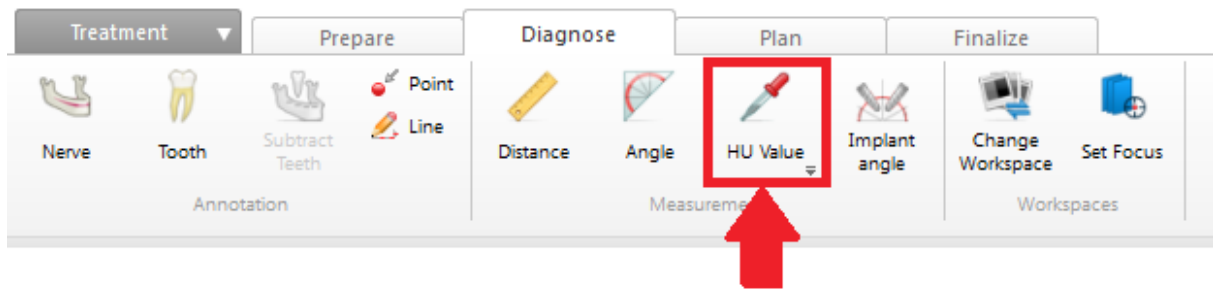 Treatment
Prepare
Diagnose
Plan
Finalize
Nerve
Tooth
Subtract
Teeth
Point
Line
Distance
Angle
HU Value
Implant
angle
Change
Workspace
Set Focus
Annotation
Measureme
Workspaces